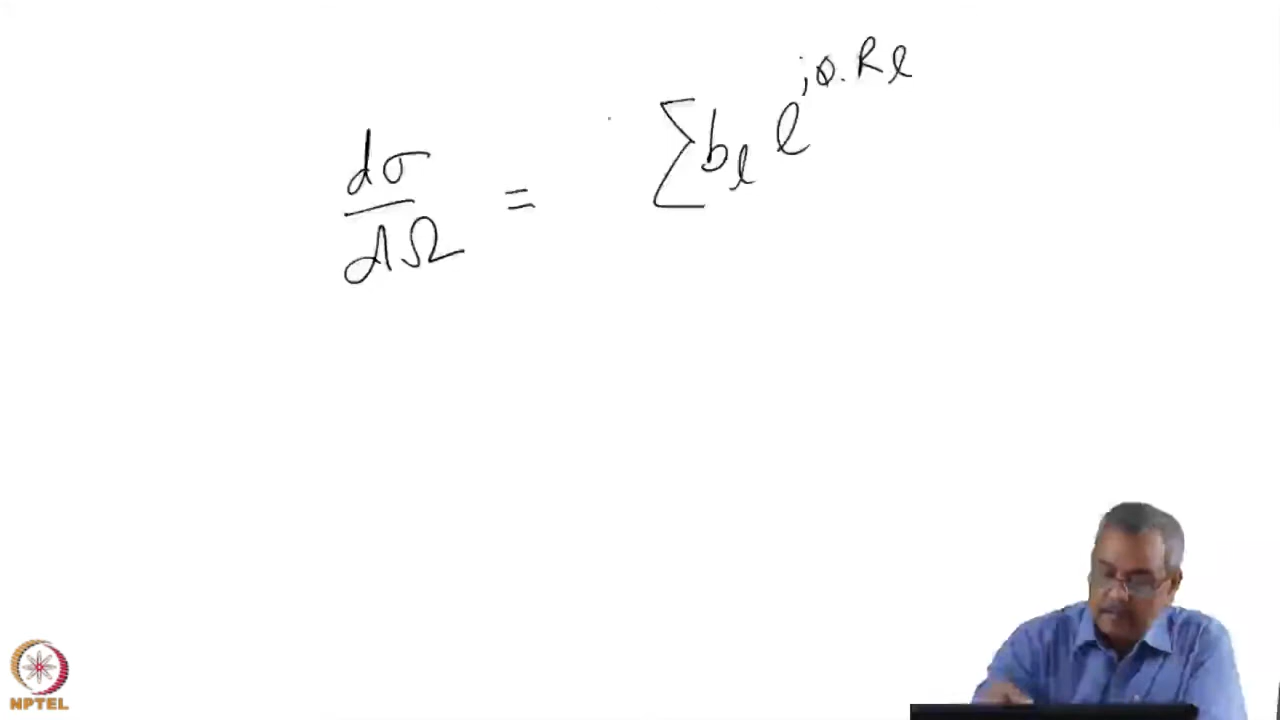 dσ/dΩ = Σ b_l e^{iQ.R_l}
NPTEL